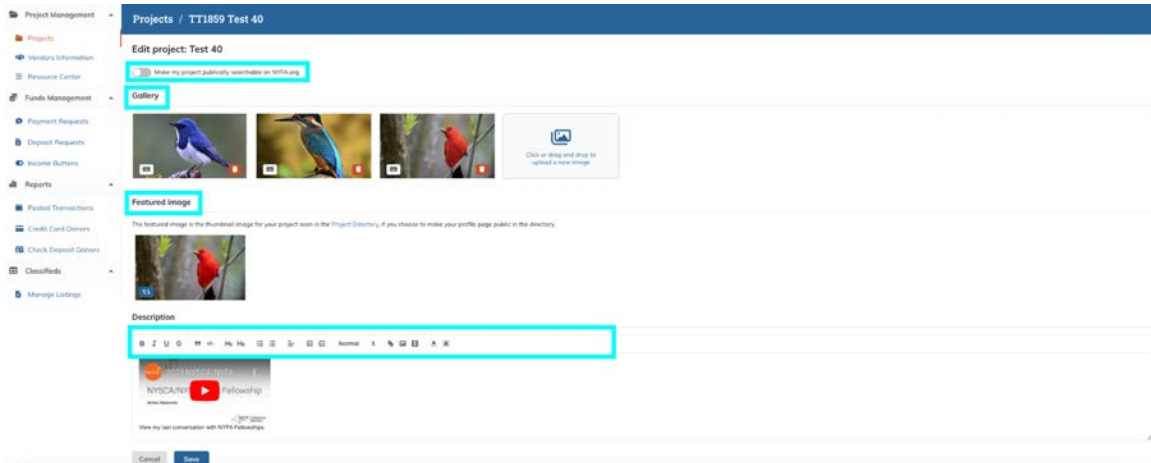 Project Management
Projects
Vendors Information
Resource Center
Funds Management
Payment Requests
Deposit Requests
Income Buttons
Reports
Posted Transactions
Credit Card Donors
Check Deposit Donors
Classifieds
Manage Listings
Projects / TT1859 Test 40
Edit project: Test 40
Make my project publically searchable on NYFA.org
Gallery
Click or drag and drop to
upload a new image
Featured image
The featured image is the thumbnail image for your project seen in the Project Directory, if you choose to make your profile page public in the directory.
Description
B I U S H₁ H₂ Normal A
NYSCA/NY Fellowship
View my last conversation with NYFA Fellowships
Cancel Save